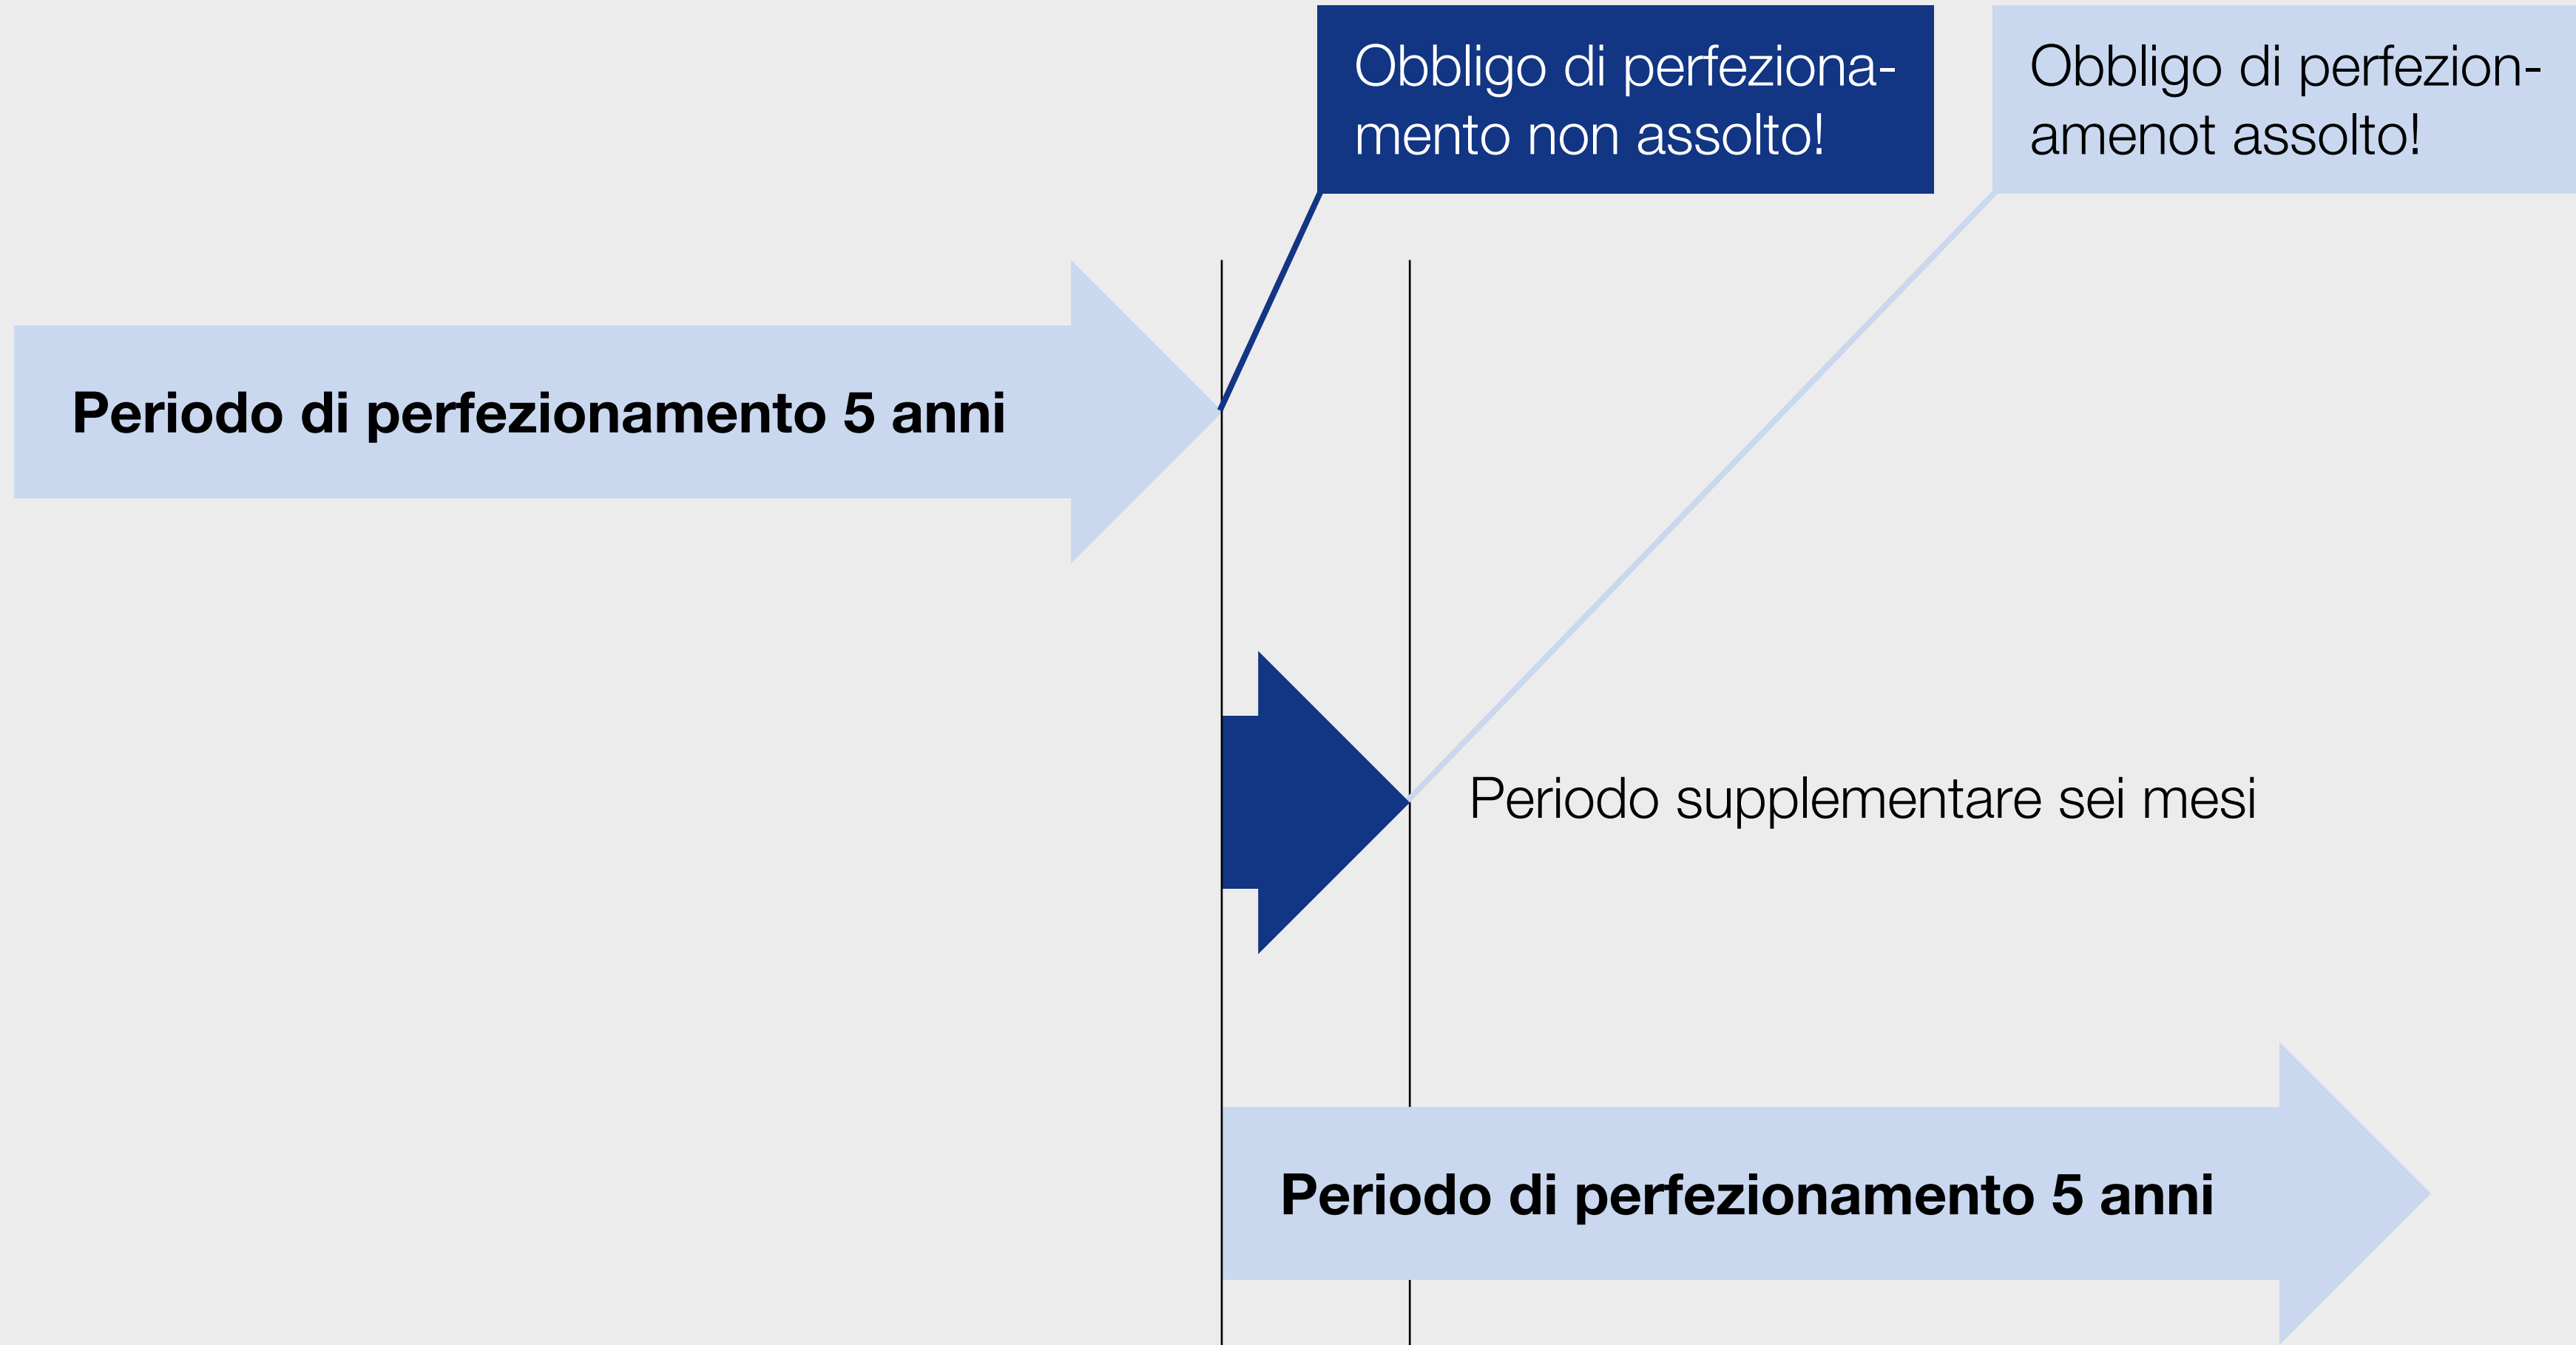 Obbligo di perfeziona-
mento non assolto!
Obbligo di perfezion-
amenot assolto!
Periodo di perfezionamento 5 anni
Periodo supplementare sei mesi
Periodo di perfezionamento 5 anni